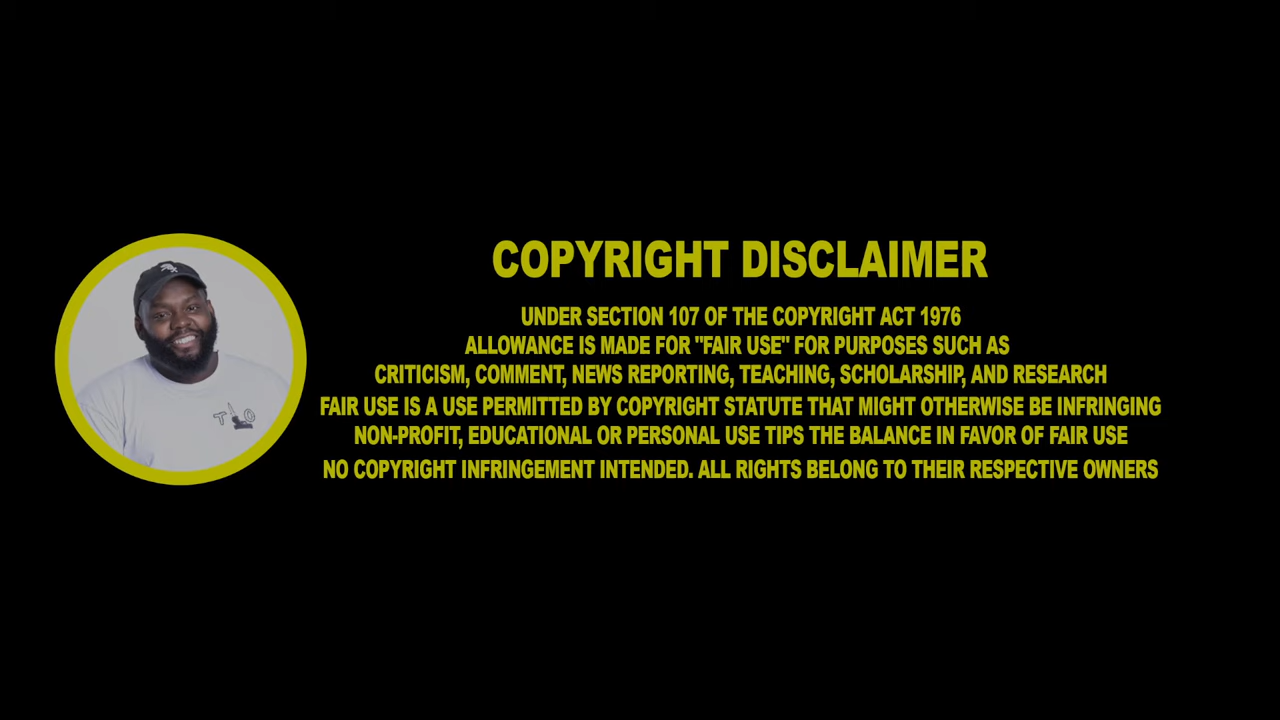 COPYRIGHT DISCLAIMER
UNDER SECTION 107 OF THE COPYRIGHT ACT 1976
ALLOWANCE IS MADE FOR "FAIR USE" FOR PURPOSES SUCH AS
CRITICISM, COMMENT, NEWS REPORTING, TEACHING, SCHOLARSHIP, AND RESEARCH
FAIR USE IS A USE PERMITTED BY COPYRIGHT STATUTE THAT MIGHT OTHERWISE BE INFRINGING
NON-PROFIT, EDUCATIONAL OR PERSONAL USE TIPS THE BALANCE IN FAVOR OF FAIR USE
NO COPYRIGHT INFRINGEMENT INTENDED. ALL RIGHTS BELONG TO THEIR RESPECTIVE OWNERS